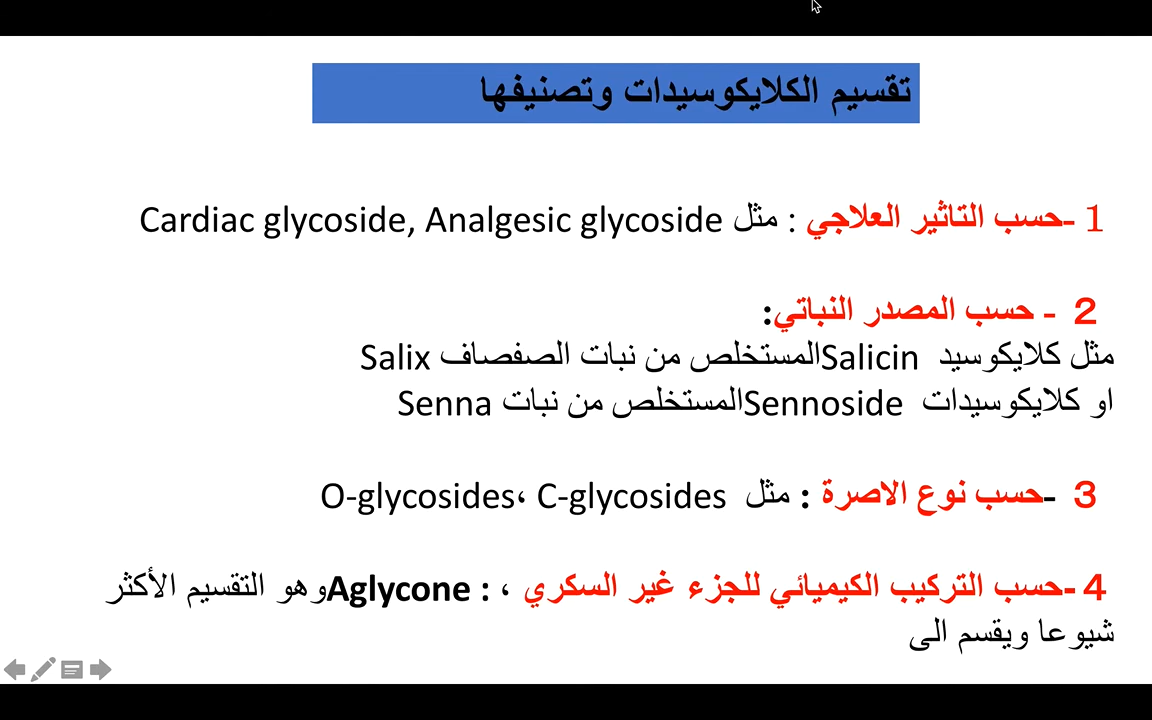 تقسيم الكلايكوسيدات وتصنيفها
1 -حسب التاثير العلاجي : مثل Cardiac glycoside, Analgesic glycoside
2 - حسب المصدر النباتي:
مثل كلايكوسيد Salicin المستخلص من نبات الصفصاف Salix
او كلايكوسيدات Sennoside المستخلص من نبات Senna
3 -حسب نوع الاصرة : مثل O-glycosides، C-glycosides
4 -حسب التركيب الكيميائي للجزء غير السكري ، Aglycone : وهو التقسيم الأكثر
شيوعا ويقسم الى